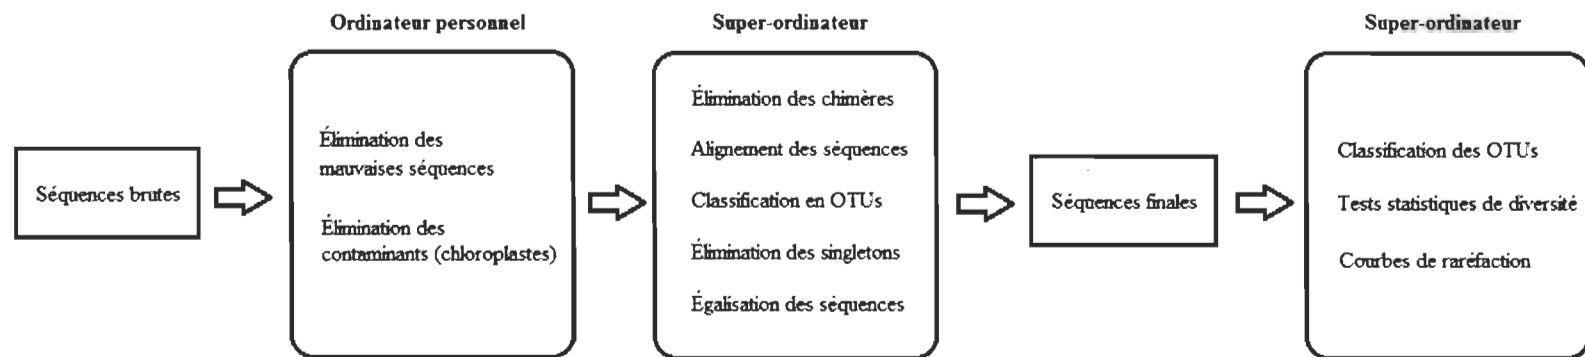 Ordinateur personnel
Super-ordinateur
Super-ordinateur
Séquences brutes
Élimination des
mauvaises séquences
Élimination des
contaminants (chloroplastes)
Élimination des chimères
Alignement des séquences
Classification en OTUs
Élimination des singletons
Égalisation des séquences
Séquences finales
Classification des OTUs
Tests statistiques de diversité
Courbes de raréfaction